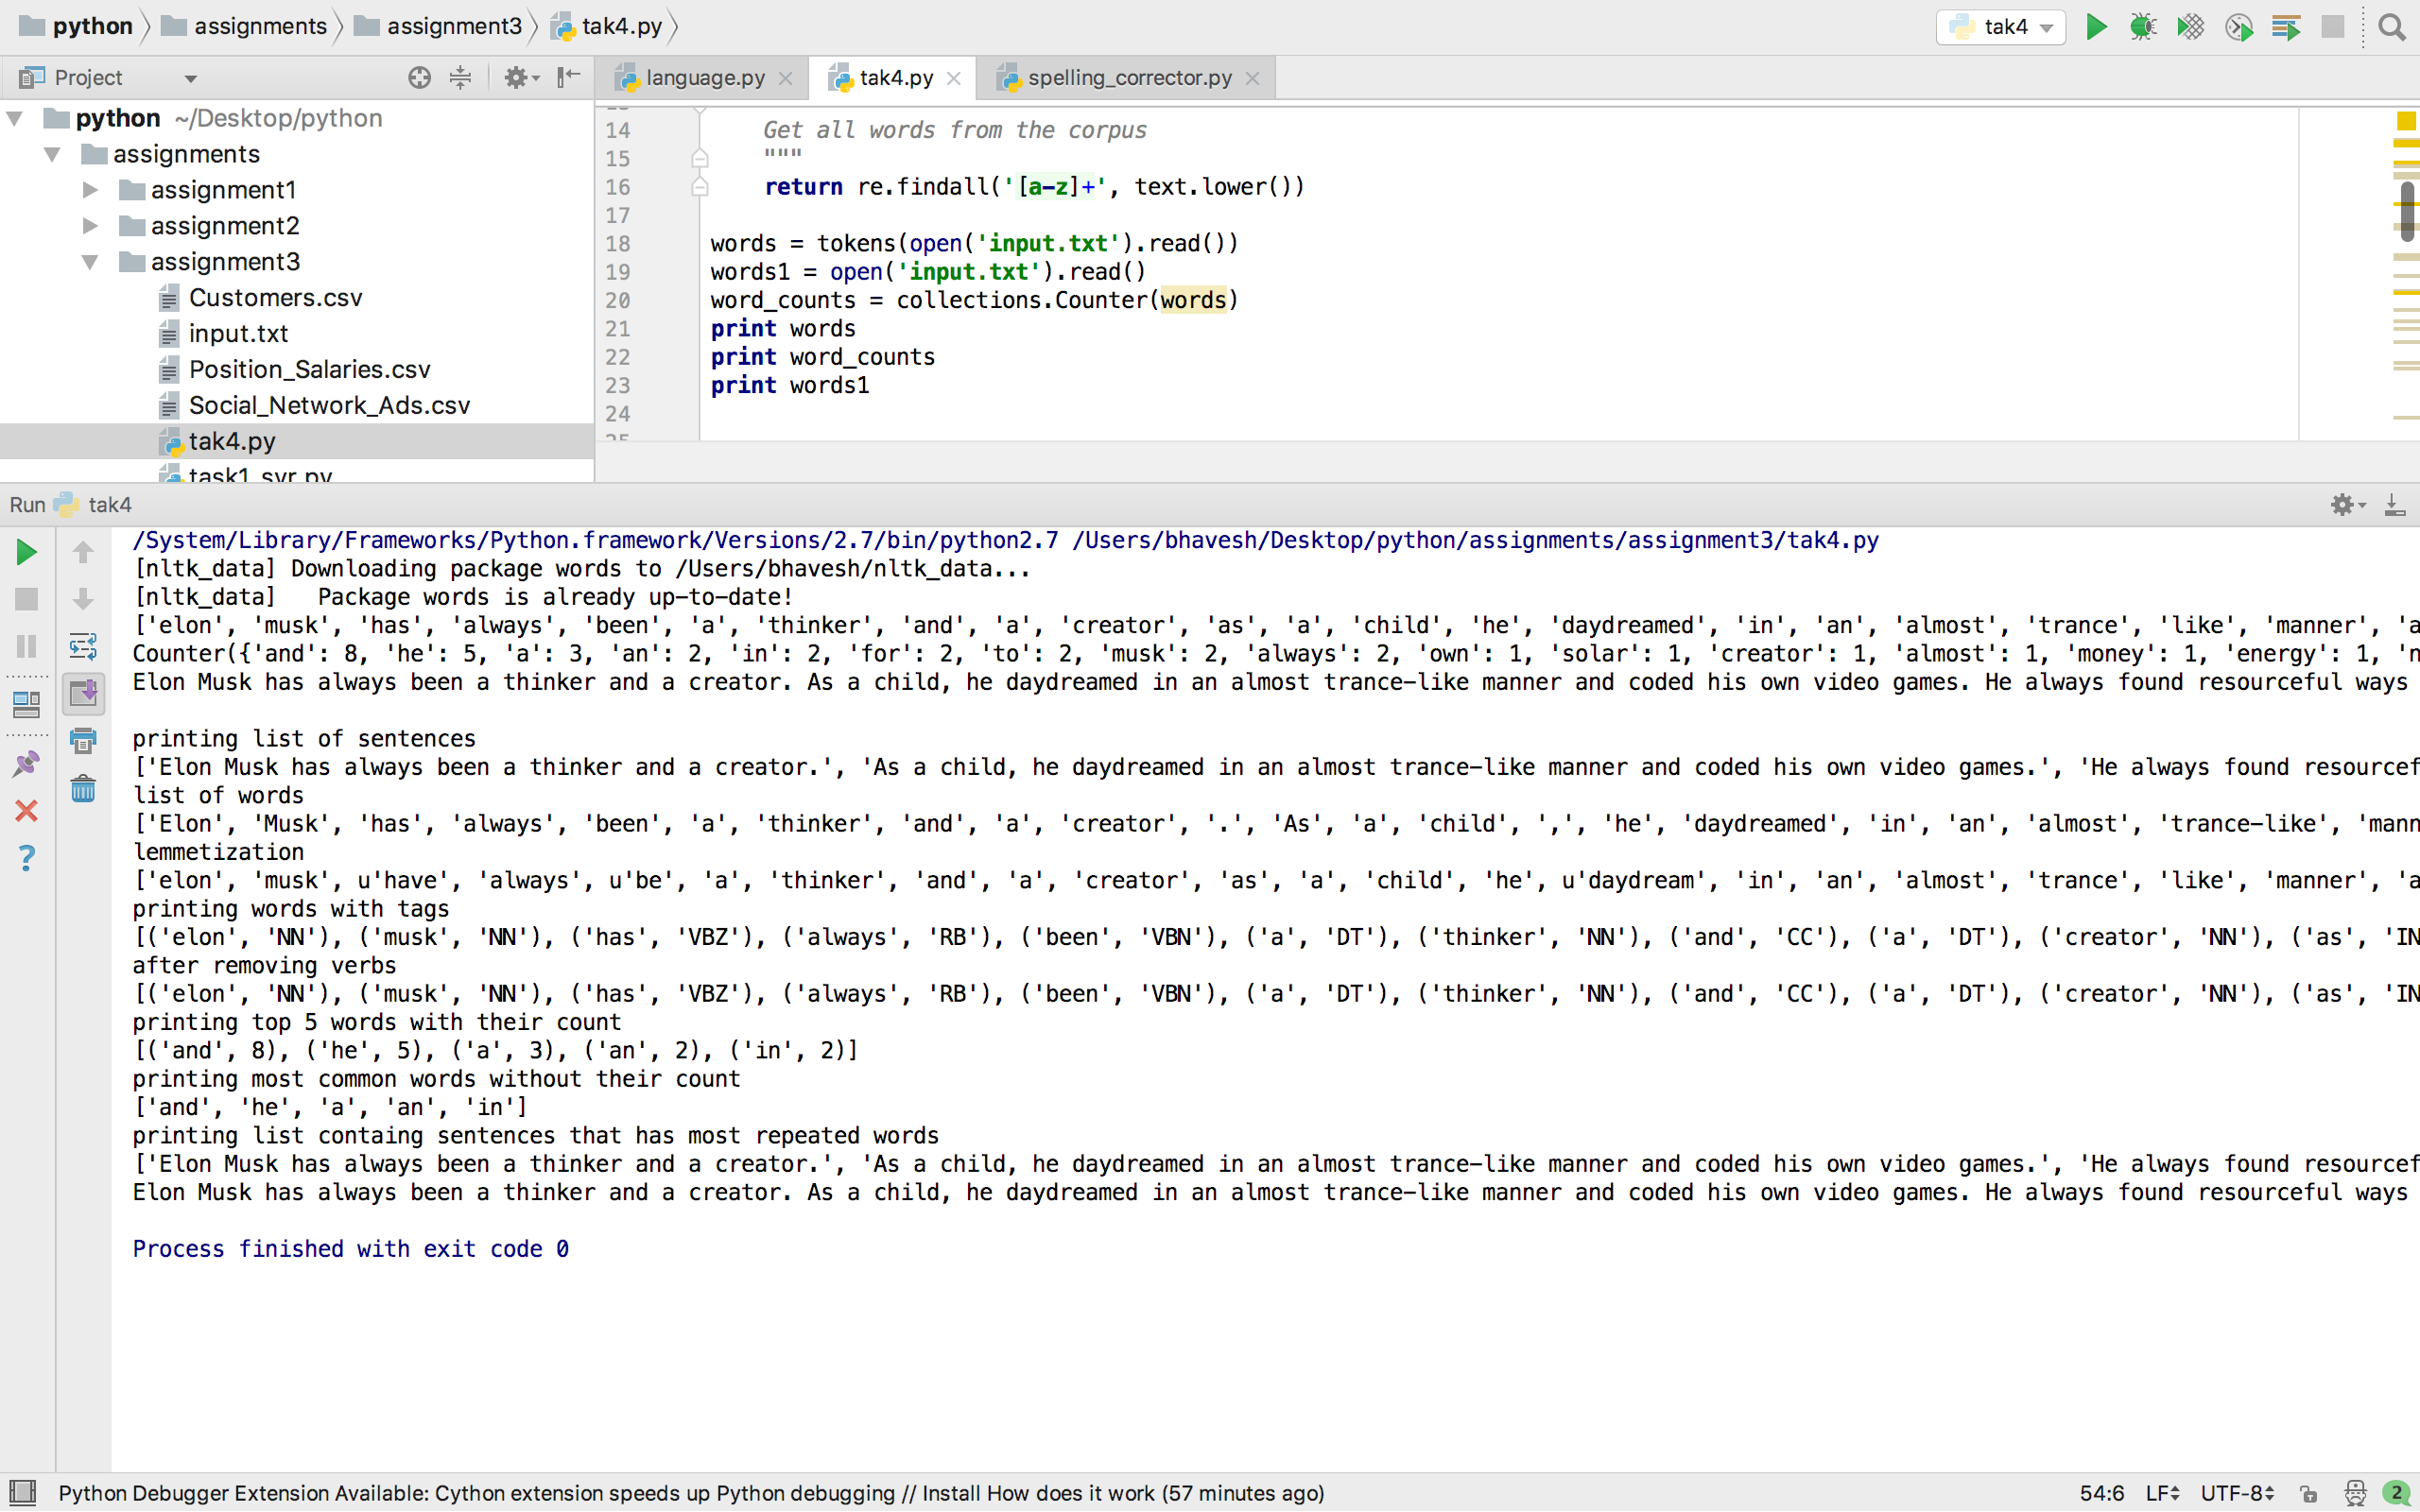 python assignments assignment3 tak4.py tak4
Project language.py tak4.py spelling_corrector.py
python ~/Desktop/python
assignments
assignment1
assignment2
assignment3
Customers.csv
input.txt
Position_Salaries.csv
Social_Network_Ads.csv
tak4.py
task1_svr.py
14 Get all words from the corpus
15 """
16 return re.findall('[a-z]+', text.lower())
17
18 words = tokens(open('input.txt').read())
19 words1 = open('input.txt').read()
20 word_counts = collections.Counter(words)
21 print words
22 print word_counts
23 print words1
24
Run tak4
/System/Library/Frameworks/Python.framework/Versions/2.7/bin/python2.7 /Users/bhavesh/Desktop/python/assignments/assignment3/tak4.py
[nltk_data] Downloading package words to /Users/bhavesh/nltk_data...
[nltk_data]   Package words is already up-to-date!
['elon', 'musk', 'has', 'always', 'been', 'a', 'thinker', 'and', 'a', 'creator', 'as', 'a', 'child', 'he', 'daydreamed', 'in', 'an', 'almost', 'trance', 'like', 'manner', 'a
Counter({'and': 8, 'he': 5, 'a': 3, 'an': 2, 'in': 2, 'for': 2, 'to': 2, 'musk': 2, 'always': 2, 'own': 1, 'solar': 1, 'creator': 1, 'almost': 1, 'money': 1, 'energy': 1, 'n
Elon Musk has always been a thinker and a creator. As a child, he daydreamed in an almost trance-like manner and coded his own video games. He always found resourceful ways
printing list of sentences
['Elon Musk has always been a thinker and a creator.', 'As a child, he daydreamed in an almost trance-like manner and coded his own video games.', 'He always found resourcef
list of words
['Elon', 'Musk', 'has', 'always', 'been', 'a', 'thinker', 'and', 'a', 'creator', '.', 'As', 'a', 'child', ',', 'he', 'daydreamed', 'in', 'an', 'almost', 'trance-like', 'mann
lemmetization
['elon', 'musk', u'have', 'always', u'be', 'a', 'thinker', 'and', 'a', 'creator', 'as', 'a', 'child', 'he', u'daydream', 'in', 'an', 'almost', 'trance', 'like', 'manner', 'a
printing words with tags
[('elon', 'NN'), ('musk', 'NN'), ('has', 'VBZ'), ('always', 'RB'), ('been', 'VBN'), ('a', 'DT'), ('thinker', 'NN'), ('and', 'CC'), ('a', 'DT'), ('creator', 'NN'), ('as', 'IN
after removing verbs
[('elon', 'NN'), ('musk', 'NN'), ('has', 'VBZ'), ('always', 'RB'), ('been', 'VBN'), ('a', 'DT'), ('thinker', 'NN'), ('and', 'CC'), ('a', 'DT'), ('creator', 'NN'), ('as', 'IN
printing top 5 words with their count
[('and', 8), ('he', 5), ('a', 3), ('an', 2), ('in', 2)]
printing most common words without their count
['and', 'he', 'a', 'an', 'in']
printing list containg sentences that has most repeated words
['Elon Musk has always been a thinker and a creator.', 'As a child, he daydreamed in an almost trance-like manner and coded his own video games.', 'He always found resourcef
Elon Musk has always been a thinker and a creator. As a child, he daydreamed in an almost trance-like manner and coded his own video games. He always found resourceful ways
Process finished with exit code 0
Python Debugger Extension Available: Cython extension speeds up Python debugging // Install How does it work (57 minutes ago) 54:6 LF UTF-8 2